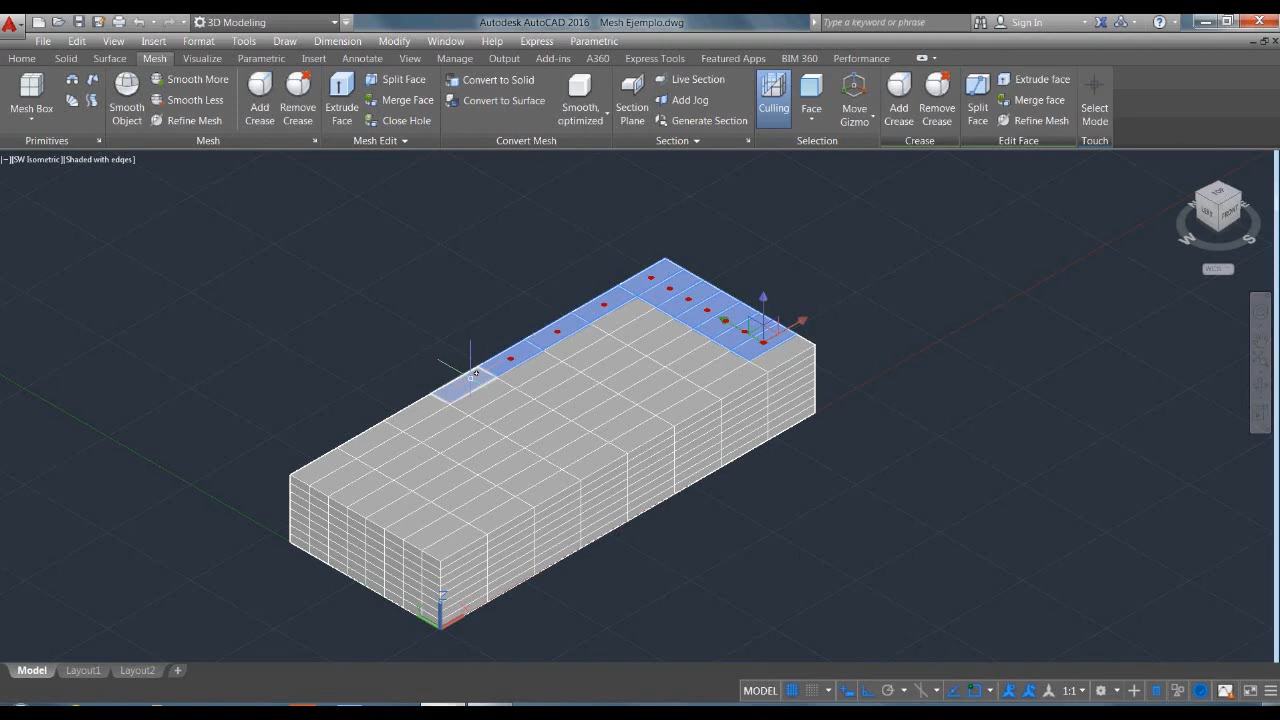 3D Modeling Autodesk AutoCAD 2016 Mesh Ejemplo.dwg Type a keyword or phrase Sign In
File Edit View Insert Format Tools Draw Dimension Modify Window Help Express Parametric
Home Solid Surface Mesh Visualize Parametric Insert Annotate View Manage Output Add-ins A360 Express Tools Featured Apps BIM 360 Performance
Smooth More Split Face Convert to Solid Live Section Extrude face
Smooth Less Merge Face Convert to Surface Add Jog Merge face
Mesh Box Smooth Object Refine Mesh Add Crease Remove Crease Extrude Face Close Hole Smooth, optimized Section Plane Generate Section Culling Face Move Gizmo Add Crease Remove Crease Split Face Refine Mesh Select Mode
Primitives Mesh Mesh Edit Convert Mesh Section Selection Crease Edit Face Touch
[−][SW Isometric][Shaded with edges]
TOP
LEFT FRONT
W S
WCS
Z
Model Layout1 Layout2 +
MODEL 1:1